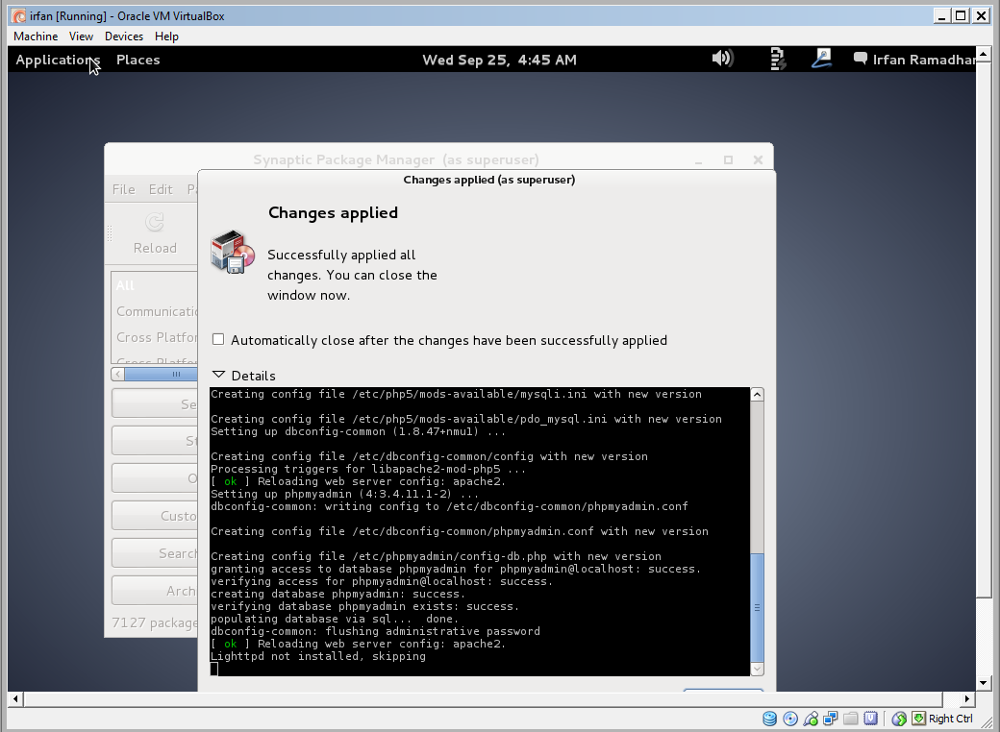 irfan [Running] - Oracle VM VirtualBox
Machine View Devices Help
Applications Places Wed Sep 25, 4:45 AM Irfan Ramadhan
Synaptic Package Manager (as superuser)
Changes applied (as superuser)
File Edit
Changes applied
Reload
Successfully applied all
changes. You can close the
window now.
All
Communicatio
Cross Platfor
Cross Platfor
Automatically close after the changes have been successfully applied
Details
Creating config file /etc/php5/mods-available/mysqli.ini with new version
Creating config file /etc/php5/mods-available/pdo_mysql.ini with new version
Setting up dbconfig-common (1.8.47+nmu1) ...
Creating config file /etc/dbconfig-common/config with new version
Processing triggers for libapache2-mod-php5 ...
[ ok ] Reloading web server config: apache2.
Setting up phpmyadmin (4:3.4.11.1-2) ...
dbconfig-common: writing config to /etc/dbconfig-common/phpmyadmin.conf
Creating config file /etc/dbconfig-common/phpmyadmin.conf with new version
Creating config file /etc/phpmyadmin/config-db.php with new version
granting access to database phpmyadmin for phpmyadmin@localhost: success.
verifying access for phpmyadmin@localhost: success.
creating database phpmyadmin: success.
verifying database phpmyadmin exists: success.
populating database via sql... done.
dbconfig-common: flushing administrative password
[ ok ] Reloading web server config: apache2.
Lighttpd not installed, skipping
Se
St
O
Custo
Search
Archi
7127 package
Right Ctrl